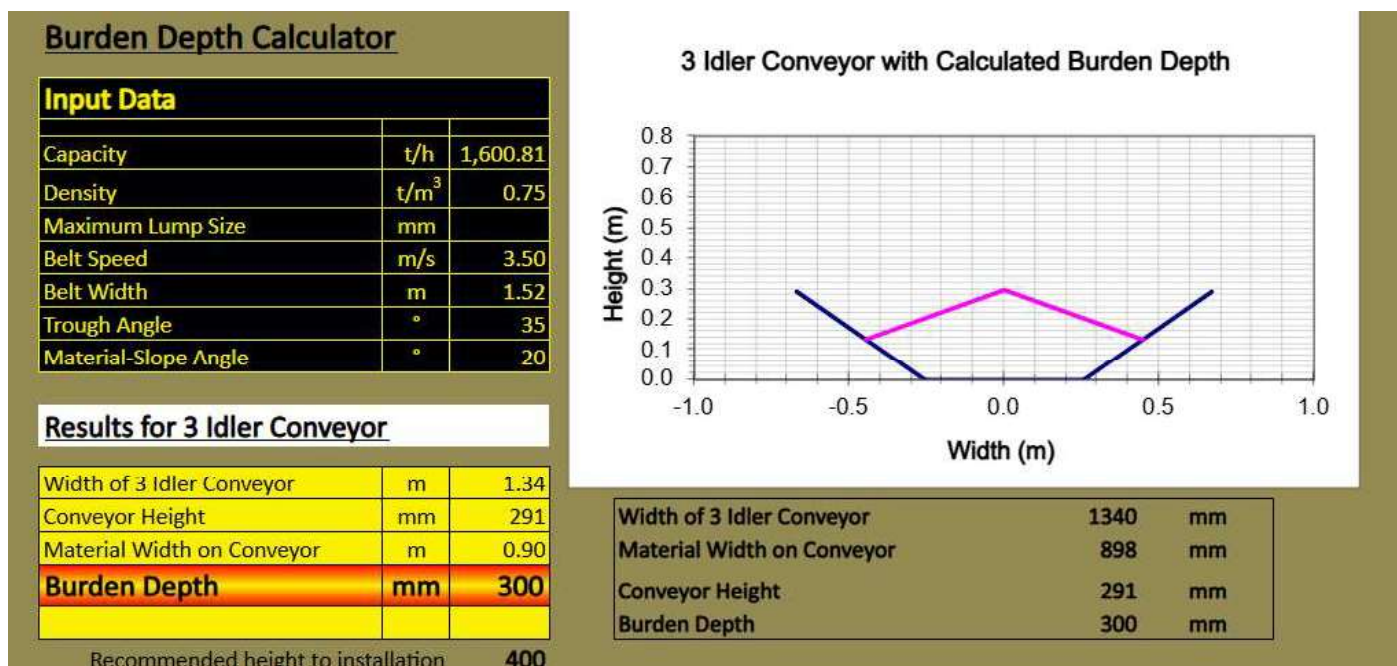 Burden Depth Calculator
Input Data
Capacity t/h 1,600.81
Density t/m³ 0.75
Maximum Lump Size mm
Belt Speed m/s 3.50
Belt Width m 1.52
Trough Angle ° 35
Material-Slope Angle ° 20
Results for 3 Idler Conveyor
Width of 3 Idler Conveyor m 1.34
Conveyor Height mm 291
Material Width on Conveyor m 0.90
Burden Depth mm 300
Recommended height to installation 400
3 Idler Conveyor with Calculated Burden Depth
Height (m)
0.8
0.7
0.6
0.5
0.4
0.3
0.2
0.1
0.0
-1.0 -0.5 0.0 0.5 1.0
Width (m)
Width of 3 Idler Conveyor 1340 mm
Material Width on Conveyor 898 mm
Conveyor Height 291 mm
Burden Depth 300 mm